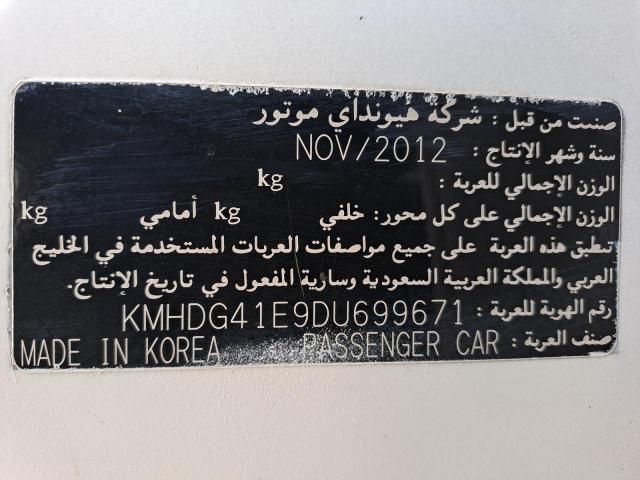 صنعت من قبل : شركة هيونداي موتور
سنة وشهر الإنتاج : NOV/2012
الوزن الإجمالي للعربة : kg
الوزن الإجمالي على كل محور: خلفي kg أمامي kg
تطبق هذه العربة على جميع مواصفات العربات المستخدمة في الخليج
العربي والمملكة العربية السعودية وسارية المفعول في تاريخ الإنتاج.
رقم الهوية للعربة : KMHDG41E9DU699671
صنف العربة : PASSENGER CAR MADE IN KOREA